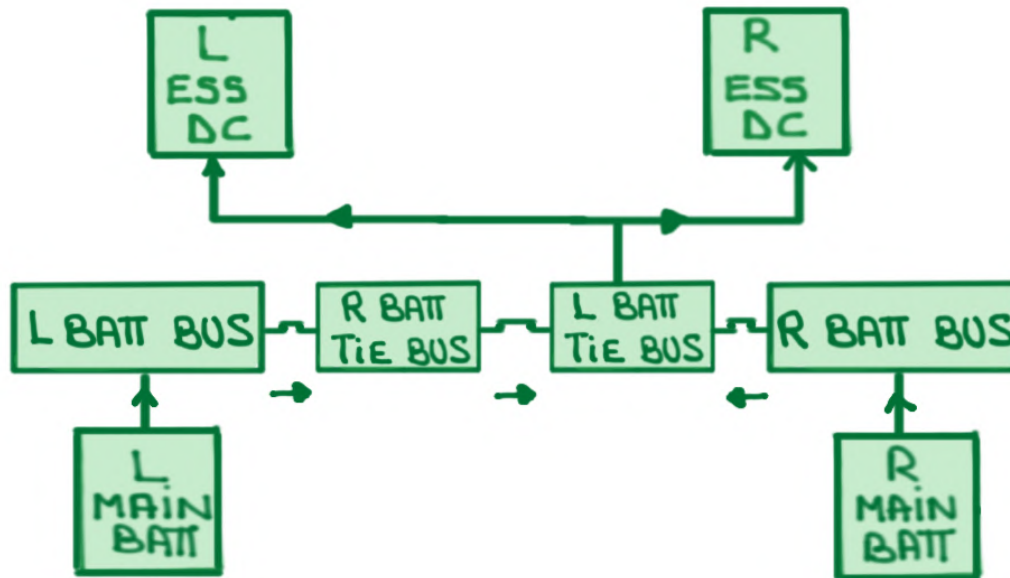 L
ESS
DC
R
ESS
DC
L BATT BUS
R BATT
TiE BUS
L BATT
TiE BUS
R BATT BUS
L
MAiN
BATT
R
MAiN
BATT